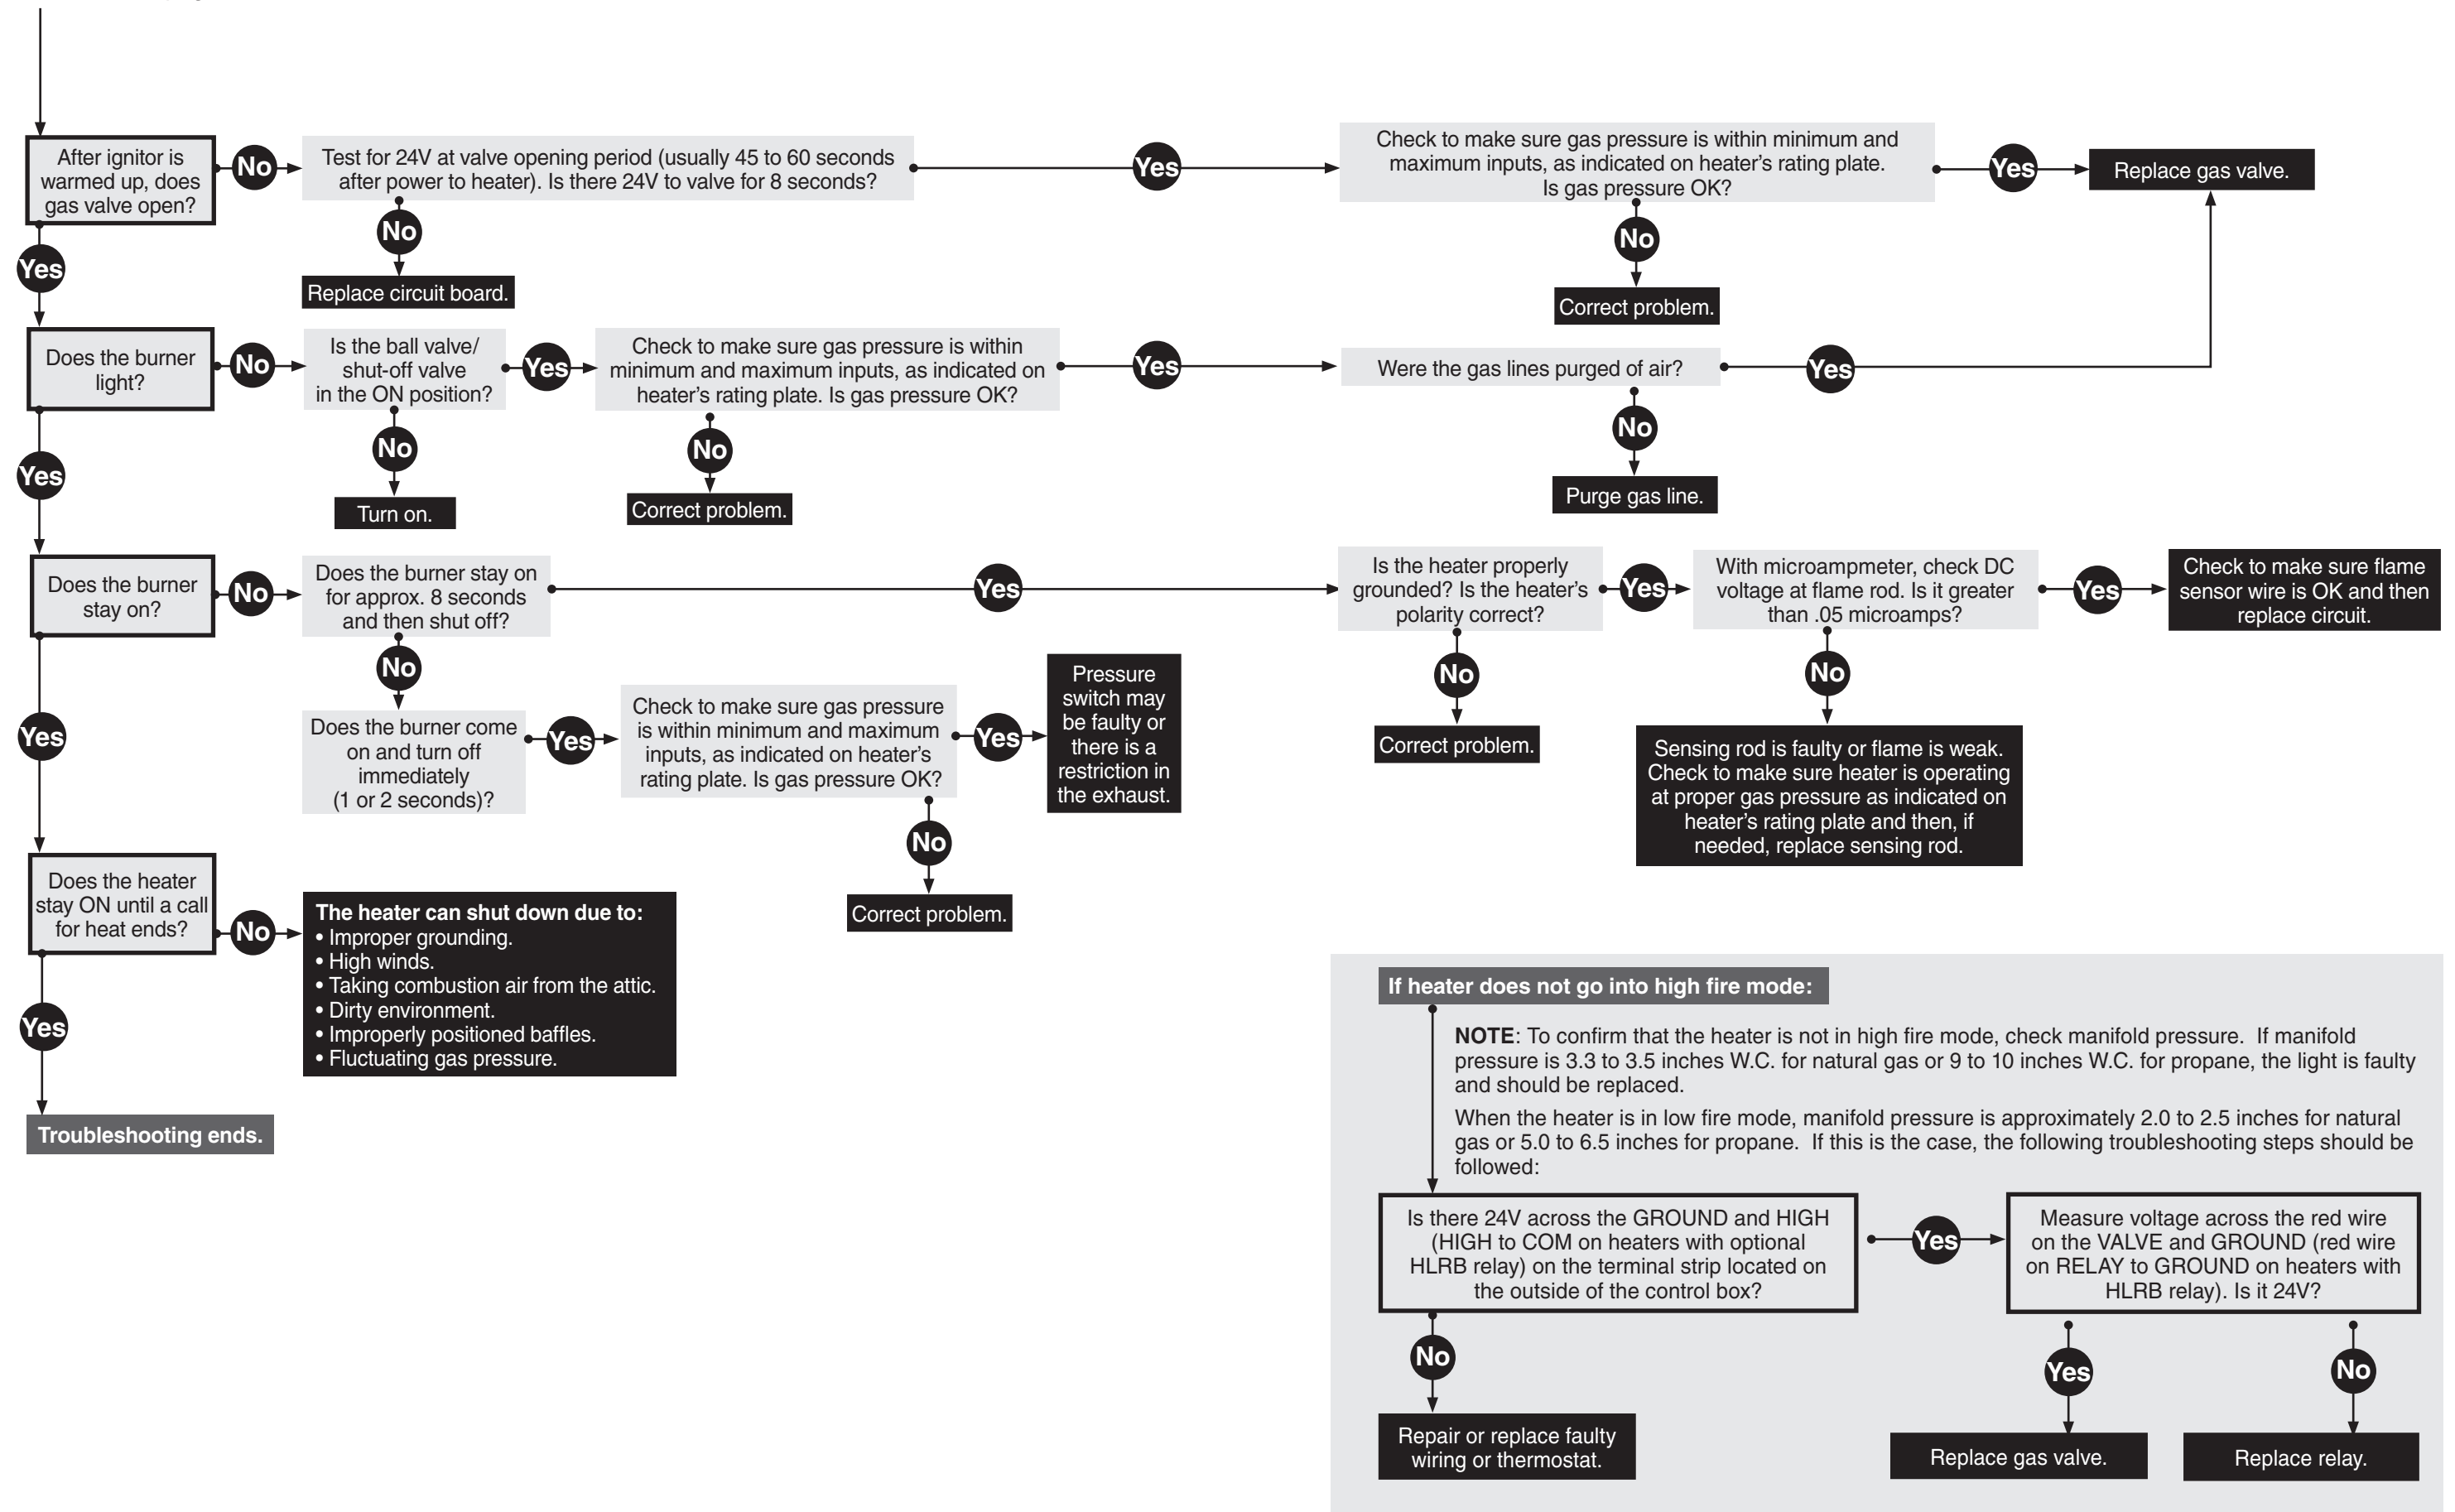 After ignitor is
warmed up, does
gas valve open?
No
Test for 24V at valve opening period (usually 45 to 60 seconds
after power to heater). Is there 24V to valve for 8 seconds?
Yes
Check to make sure gas pressure is within minimum and
maximum inputs, as indicated on heater's rating plate.
Is gas pressure OK?
Yes
Replace gas valve.
No
Replace circuit board.
No
Correct problem.
Yes
Does the burner
light?
No
Is the ball valve/
shut-off valve
in the ON position?
Yes
Check to make sure gas pressure is within
minimum and maximum inputs, as indicated on
heater's rating plate. Is gas pressure OK?
Yes
Were the gas lines purged of air?
Yes
No
Turn on.
No
Correct problem.
No
Purge gas line.
Yes
Does the burner
stay on?
No
Does the burner stay on
for approx. 8 seconds
and then shut off?
Yes
Is the heater properly
grounded? Is the heater's
polarity correct?
Yes
With microampmeter, check DC
voltage at flame rod. Is it greater
than .05 microamps?
Yes
Check to make sure flame
sensor wire is OK and then
replace circuit.
No
Does the burner come
on and turn off
immediately
(1 or 2 seconds)?
Yes
Check to make sure gas pressure
is within minimum and maximum
inputs, as indicated on heater's
rating plate. Is gas pressure OK?
Yes
Pressure
switch may
be faulty or
there is a
restriction in
the exhaust.
No
Correct problem.
No
Correct problem.
No
Sensing rod is faulty or flame is weak.
Check to make sure heater is operating
at proper gas pressure as indicated on
heater's rating plate and then, if
needed, replace sensing rod.
Yes
Does the heater
stay ON until a call
for heat ends?
No
The heater can shut down due to:
• Improper grounding.
• High winds.
• Taking combustion air from the attic.
• Dirty environment.
• Improperly positioned baffles.
• Fluctuating gas pressure.
Yes
Troubleshooting ends.
If heater does not go into high fire mode:
NOTE: To confirm that the heater is not in high fire mode, check manifold pressure. If manifold
pressure is 3.3 to 3.5 inches W.C. for natural gas or 9 to 10 inches W.C. for propane, the light is faulty
and should be replaced.
When the heater is in low fire mode, manifold pressure is approximately 2.0 to 2.5 inches for natural
gas or 5.0 to 6.5 inches for propane. If this is the case, the following troubleshooting steps should be
followed:
Is there 24V across the GROUND and HIGH
(HIGH to COM on heaters with optional
HLRB relay) on the terminal strip located on
the outside of the control box?
Yes
Measure voltage across the red wire
on the VALVE and GROUND (red wire
on RELAY to GROUND on heaters with
HLRB relay). Is it 24V?
No
Repair or replace faulty
wiring or thermostat.
Yes
Replace gas valve.
No
Replace relay.